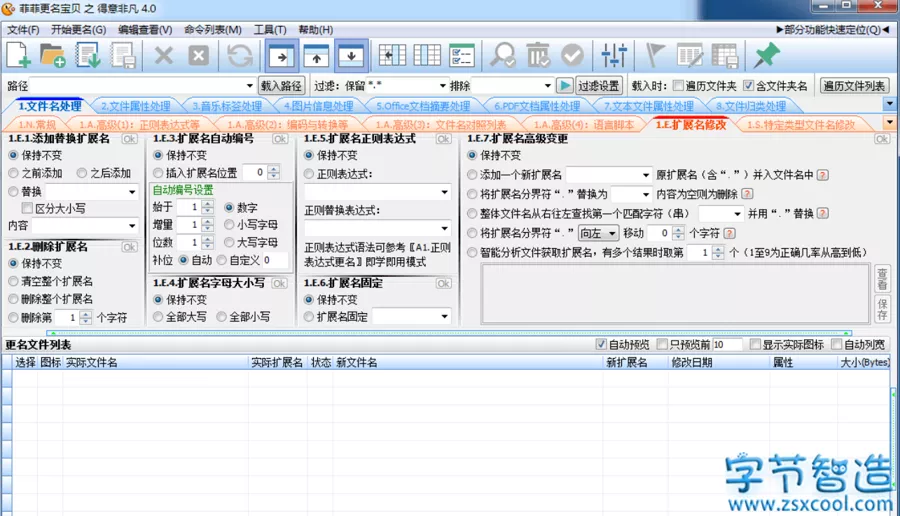 菲菲更名宝贝 之 得意非凡 4.0
文件(F) 开始更名(G) 编辑查看(V) 命令列表(M) 工具(T) 帮助(H) ▶部分功能快速定位(Q)◀
路径 载入路径 过滤: 保留 *.* 排除 过滤设置 载入时: 遍历文件夹 含文件夹名 遍历文件列表
1.文件名处理 2.文件属性处理 3.音乐标签处理 4.图片信息处理 5.Office文档摘要处理 6.PDF文档属性处理 7.文本文件属性处理 8.文件归类处理
1.N.常规 1.A.高级(1): 正则表达式等 1.A.高级(2): 编码与转换等 1.A.高级(3): 文件名对照列表 1.A.高级(4): 语言脚本 1.E.扩展名修改 1.S.特定类型文件名修改
1.E.1.添加替换扩展名 Ok
保持不变
之前添加 之后添加
替换
区分大小写
内容
1.E.2.删除扩展名 Ok
保持不变
清空整个扩展名
删除整个扩展名
删除第 1 个字符
1.E.3.扩展名自动编号 Ok
保持不变
插入扩展名位置 0
自动编号设置
始于 1 数字
增量 1 小写字母
位数 1 大写字母
补位 自动 自定义 0
1.E.4.扩展名字母大小写 Ok
保持不变
全部大写 全部小写
1.E.5.扩展名正则表达式 Ok
保持不变
正则表达式:
正则替换表达式:
正则表达式语法可参考〖A1.正则
表达式更名〗即学即用模式
1.E.6.扩展名固定 Ok
保持不变
扩展名固定
1.E.7.扩展名高级变更 Ok
保持不变
添加一个新扩展名 原扩展名(含“.”)并入文件名中 ?
将扩展名分界符“.”替换为 内容为空则为删除 ?
整体文件名从右往左查找第一个匹配字符(串) 并用“.”替换 ?
将扩展名分界符“.” 向左 移动 0 个字符 ?
智能分析文件获取扩展名，有多个结果时取第 1 个(1至9为正确几率从高到低)
查看
保存
更名文件列表 自动预览 只预览前 10 显示实际图标 自动列宽
选择 图标 实际文件名 实际扩展名 状态 新文件名 新扩展名 修改日期 属性 大小(Bytes)
字节智造
www.zsxcool.com